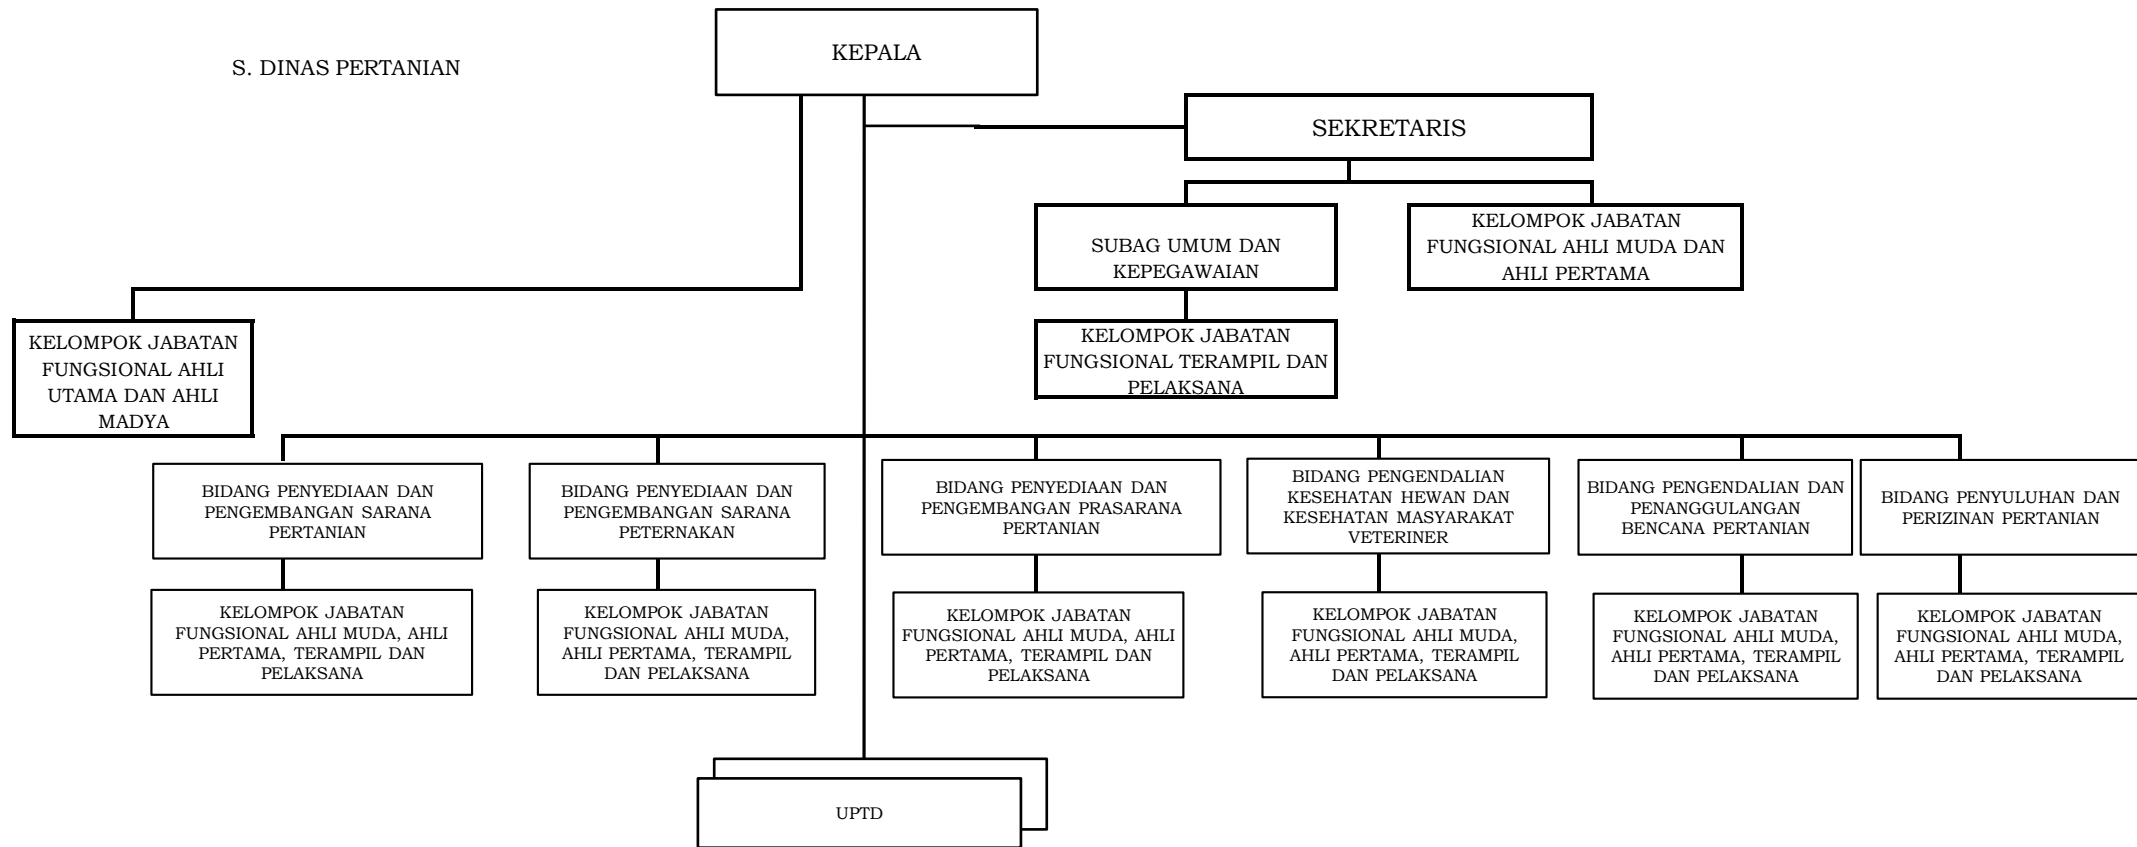 KEPALA
S. DINAS PERTANIAN
SEKRETARIS
SUBAG UMUM DAN
KEPEGAWAIAN
KELOMPOK JABATAN
FUNGSIONAL AHLI MUDA DAN
AHLI PERTAMA
KELOMPOK JABATAN
FUNGSIONAL AHLI
UTAMA DAN AHLI
MADYA
KELOMPOK JABATAN
FUNGSIONAL TERAMPIL DAN
PELAKSANA
BIDANG PENYEDIAAN DAN
PENGEMBANGAN SARANA
PERTANIAN
BIDANG PENYEDIAAN DAN
PENGEMBANGAN SARANA
PETERNAKAN
BIDANG PENYEDIAAN DAN
PENGEMBANGAN PRASARANA
PERTANIAN
BIDANG PENGENDALIAN
KESEHATAN HEWAN DAN
KESEHATAN MASYARAKAT
VETERINER
BIDANG PENGENDALIAN DAN
PENANGGULANGAN
BENCANA PERTANIAN
BIDANG PENYULUHAN DAN
PERIZINAN PERTANIAN
KELOMPOK JABATAN
FUNGSIONAL AHLI MUDA, AHLI
PERTAMA, TERAMPIL DAN
PELAKSANA
KELOMPOK JABATAN
FUNGSIONAL AHLI MUDA,
AHLI PERTAMA, TERAMPIL
DAN PELAKSANA
KELOMPOK JABATAN
FUNGSIONAL AHLI MUDA, AHLI
PERTAMA, TERAMPIL DAN
PELAKSANA
KELOMPOK JABATAN
FUNGSIONAL AHLI MUDA,
AHLI PERTAMA, TERAMPIL
DAN PELAKSANA
KELOMPOK JABATAN
FUNGSIONAL AHLI MUDA,
AHLI PERTAMA, TERAMPIL
DAN PELAKSANA
KELOMPOK JABATAN
FUNGSIONAL AHLI MUDA,
AHLI PERTAMA, TERAMPIL
DAN PELAKSANA
UPTD